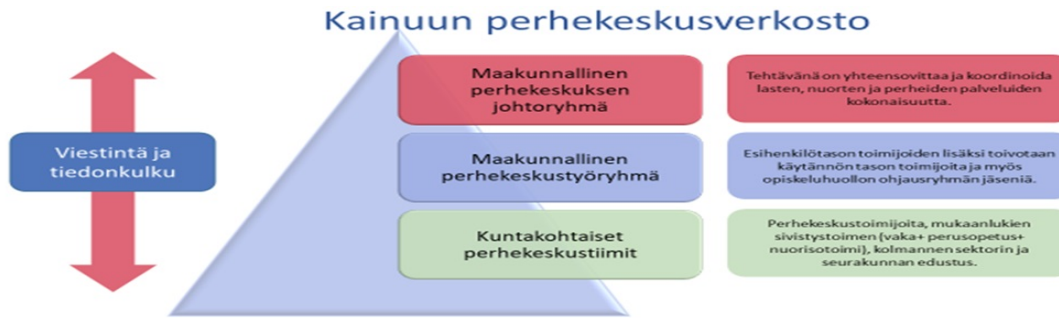 Kainuun perhekeskusverkosto
Viestintä ja
tiedonkulku
Maakunnallinen
perhekeskuksen
johtoryhmä
Tehtävänä on yhteensovittaa ja koordinoida
lasten, nuorten ja perheiden palveluiden
kokonaisuutta.
Maakunnallinen
perhekeskustyöryhmä
Esihenkilötason toimijoiden lisäksi toivotaan
käytännön tason toimijoita ja myös
opiskeluhuollon ohjausryhmän jäseniä.
Kuntakohtaiset
perhekeskustiimit
Perhekeskustoimijoita, mukaanlukien
sivistystoimen (vaka+ perusopetus+
nuorisotoimi), kolmannen sektorin ja
seurakunnan edustus.